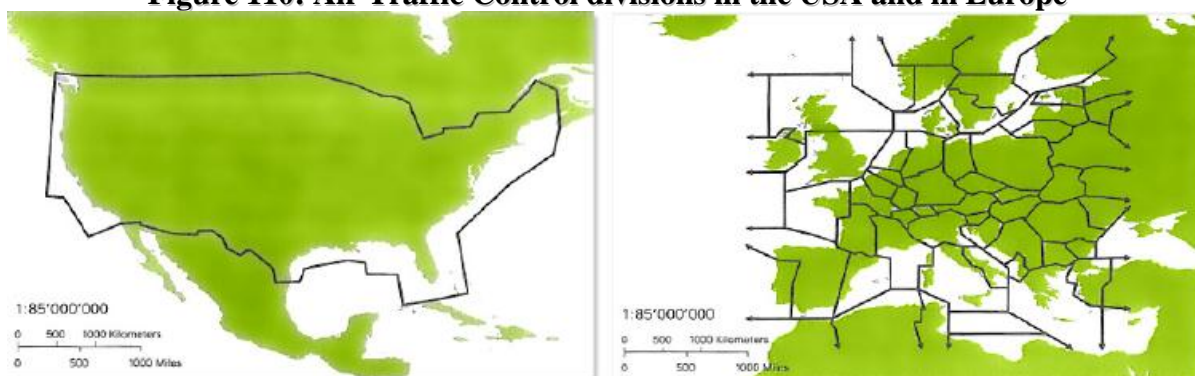 Figure 110: Air Traffic Control divisions in the USA and in Europe
1:85'000'000
0 500 1000 Kilometers
0 500 1000 Miles
1:85'000'000
0 500 1000 Kilometers
0 500 1000 Miles